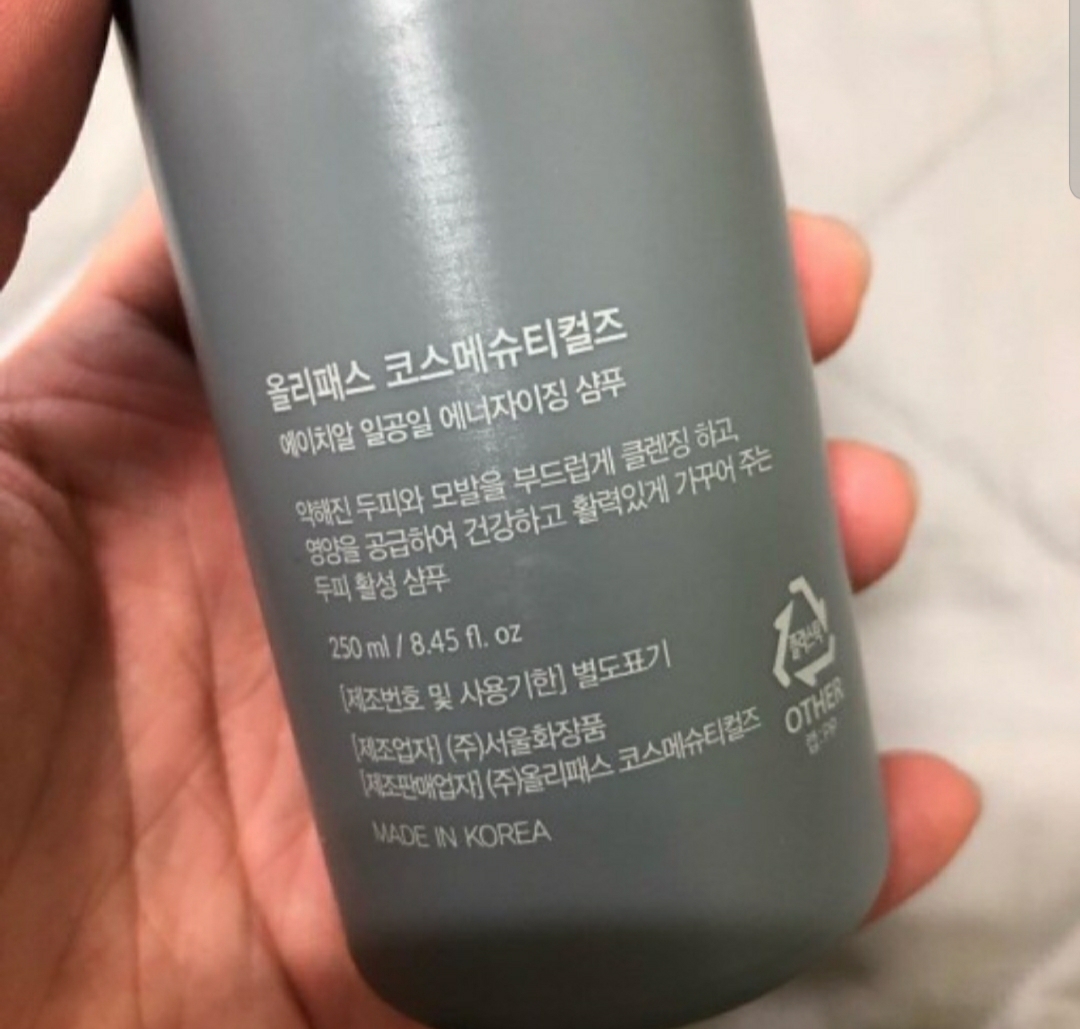 올리패스 코스메슈티컬즈
에이치알 일공일 에너자이징 샴푸
약해진 두피와 모발을 부드럽게 클렌징 하고,
영양을 공급하여 건강하고 활력있게 가꾸어 주는
두피 활성 샴푸
250 ml / 8.45 fl. oz
[제조번호 및 사용기한] 별도표기
[제조업자] (주)서울화장품
[제조판매업자] (주)올리패스 코스메슈티컬즈
MADE IN KOREA
플라스틱
OTHER
캡:PP